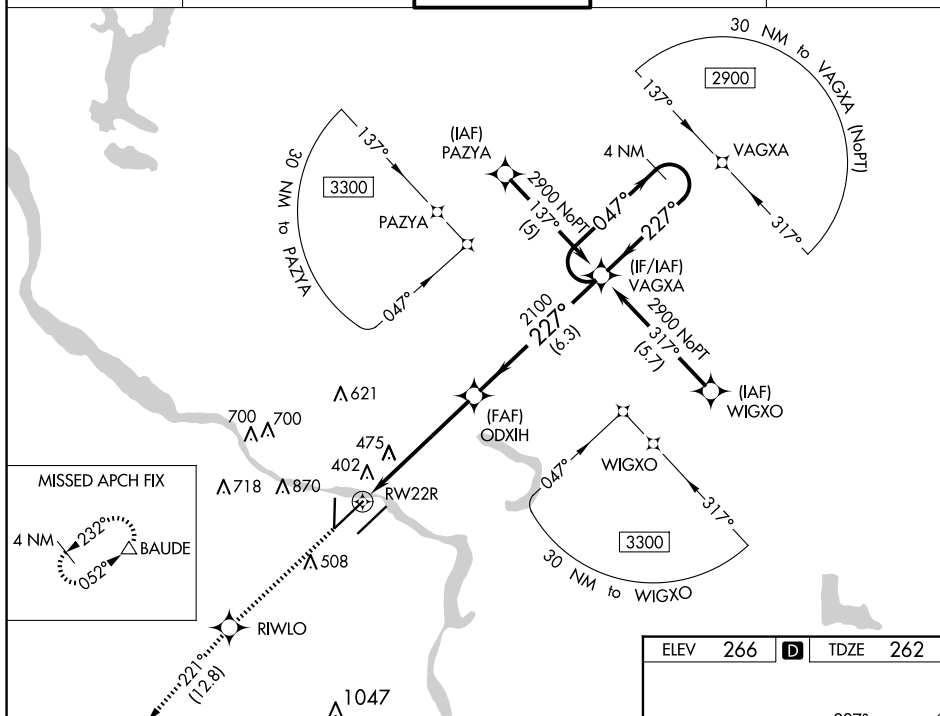 30 NM to VAGXA (NoPT)
2900
137°
VAGXA
317°
(IAF)
PAZYA
4 NM
2900 NoPT
137°
(5)
047°
227°
137°
3300
PAZYA
047°
30 NM to PAZYA
(IF/IAF)
VAGXA
2100
227°
(6.3)
2900 NoPT
317°
(5.7)
(IAF)
WIGXO
621
(FAF)
ODXIH
700
700
475
402
RW22R
718
870
047°
WIGXO
317°
3300
30 NM to WIGXO
MISSED APCH FIX
4 NM
232°
BAUDE
052°
508
RIWLO
221°
(12.8)
1047
ELEV 266 D TDZE 262